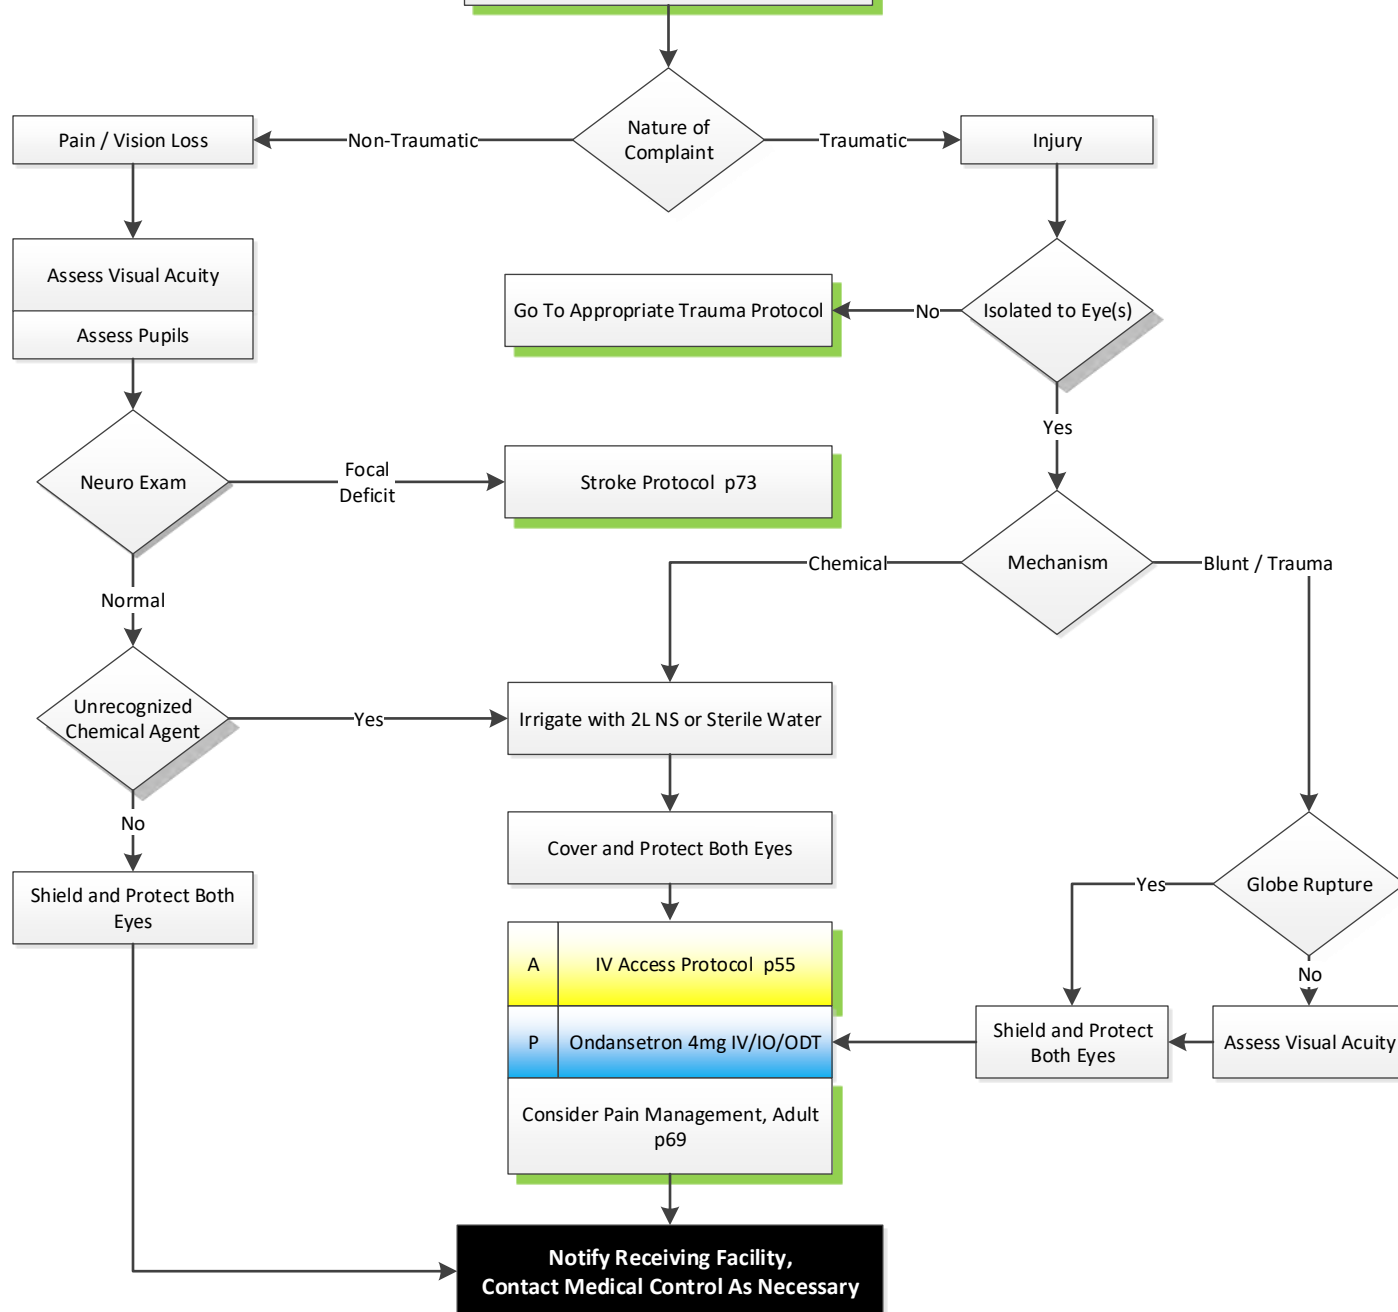 Nature of
Complaint
Non-Traumatic
Traumatic
Pain / Vision Loss
Injury
Assess Visual Acuity
Assess Pupils
Go To Appropriate Trauma Protocol
No
Isolated to Eye(s)
Yes
Neuro Exam
Focal
Deficit
Stroke Protocol  p73
Chemical
Mechanism
Blunt / Trauma
Normal
Unrecognized
Chemical Agent
Yes
Irrigate with 2L NS or Sterile Water
No
Cover and Protect Both Eyes
Shield and Protect Both
Eyes
Yes
Globe Rupture
No
A
IV Access Protocol  p55
P
Ondansetron 4mg IV/IO/ODT
Shield and Protect
Both Eyes
Assess Visual Acuity
Consider Pain Management, Adult
p69
Notify Receiving Facility,
Contact Medical Control As Necessary